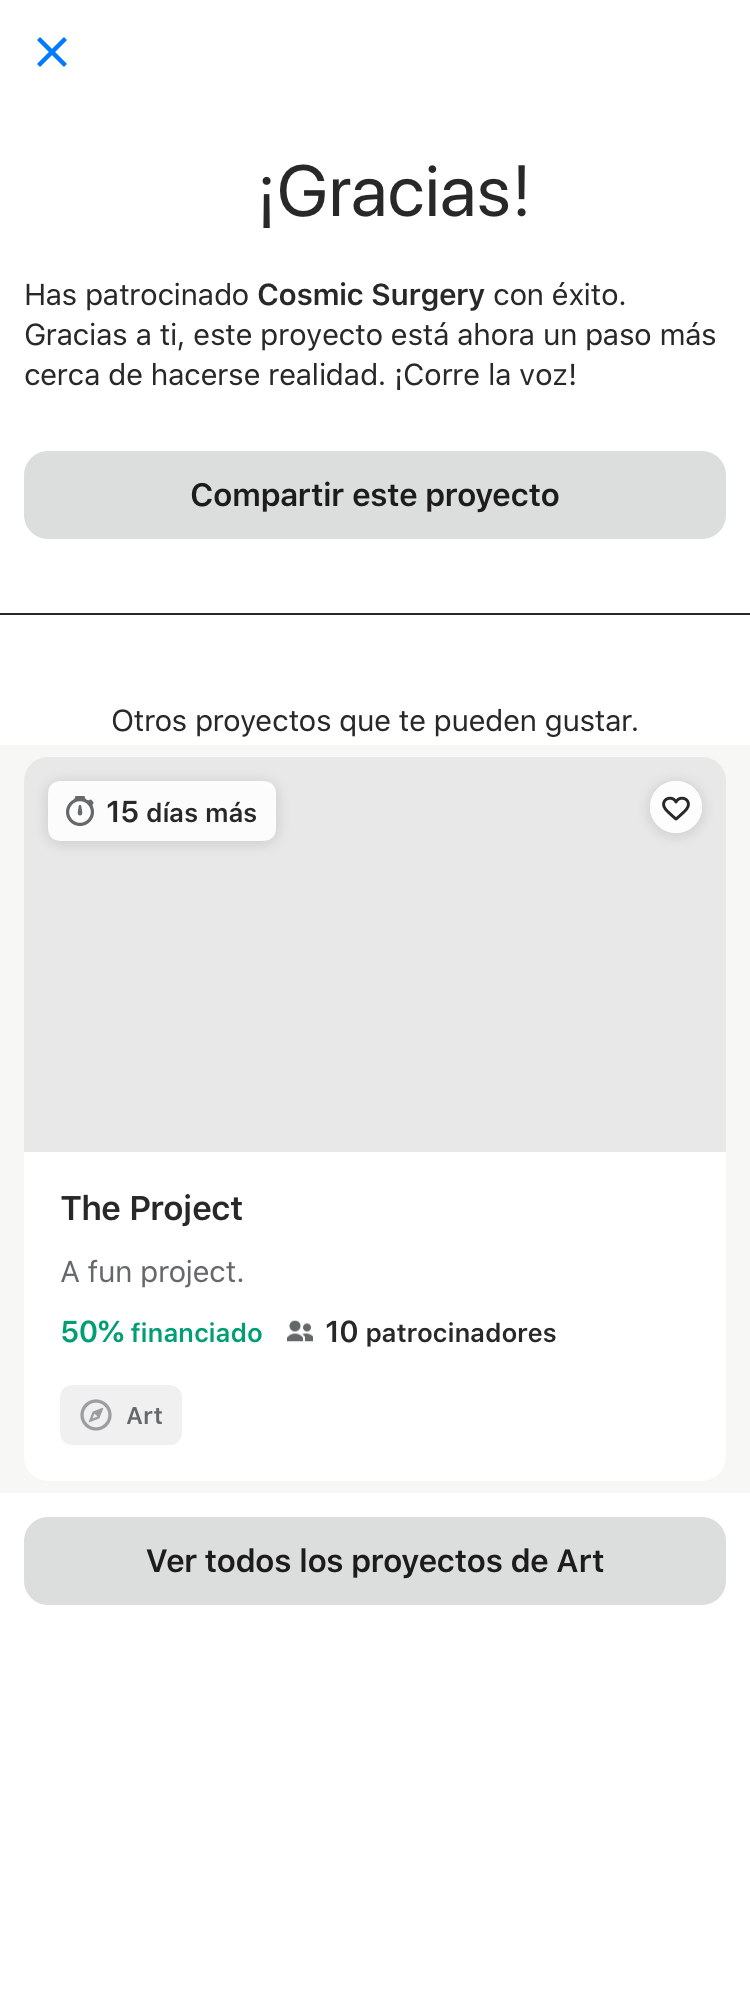 ¡Gracias!
Has patrocinado Cosmic Surgery con éxito.
Gracias a ti, este proyecto está ahora un paso más
cerca de hacerse realidad. ¡Corre la voz!
Compartir este proyecto
Otros proyectos que te pueden gustar.
15 días más
The Project
A fun project.
50% financiado 10 patrocinadores
Art
Ver todos los proyectos de Art